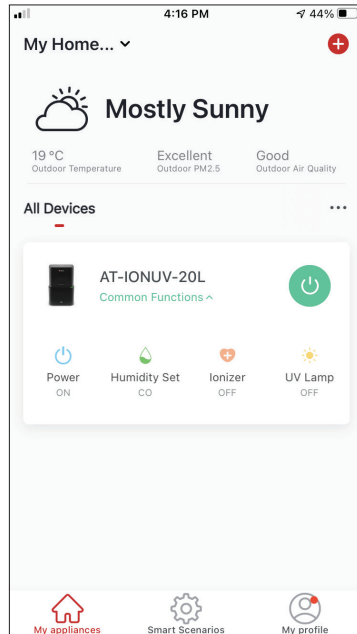 4:16 PM
44%
My Home...
Mostly Sunny
19 °C
Excellent
Good
Outdoor Temperature
Outdoor PM2.5
Outdoor Air Quality
All Devices
AT-IONUV-20L
Common Functions
Power
Humidity Set
Ionizer
UV Lamp
ON
CO
OFF
OFF
My appliances
Smart Scenarios
My profile